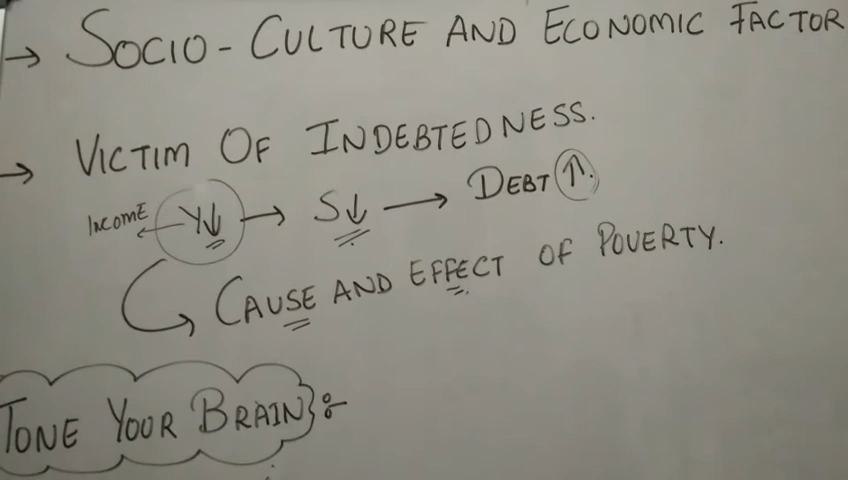 → SOCIO-CULTURE AND ECONOMIC FACTOR
→ VICTIM OF INDEBTEDNESS.
INCOME ← Y↓ → S↓ → DEBT ↑.
CAUSE AND EFFECT OF POVERTY.
TONE YOUR BRAIN :-